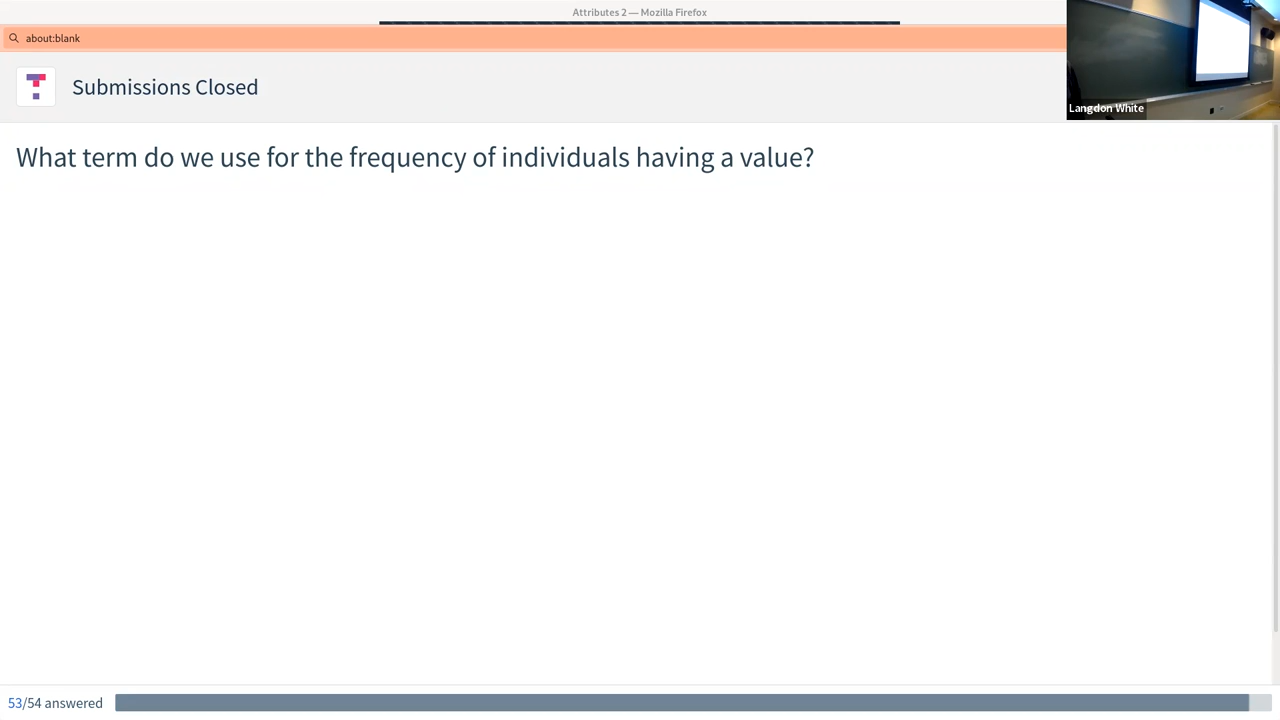 Attributes 2 — Mozilla Firefox
about:blank
Submissions Closed
Langdon White
What term do we use for the frequency of individuals having a value?
53/54 answered